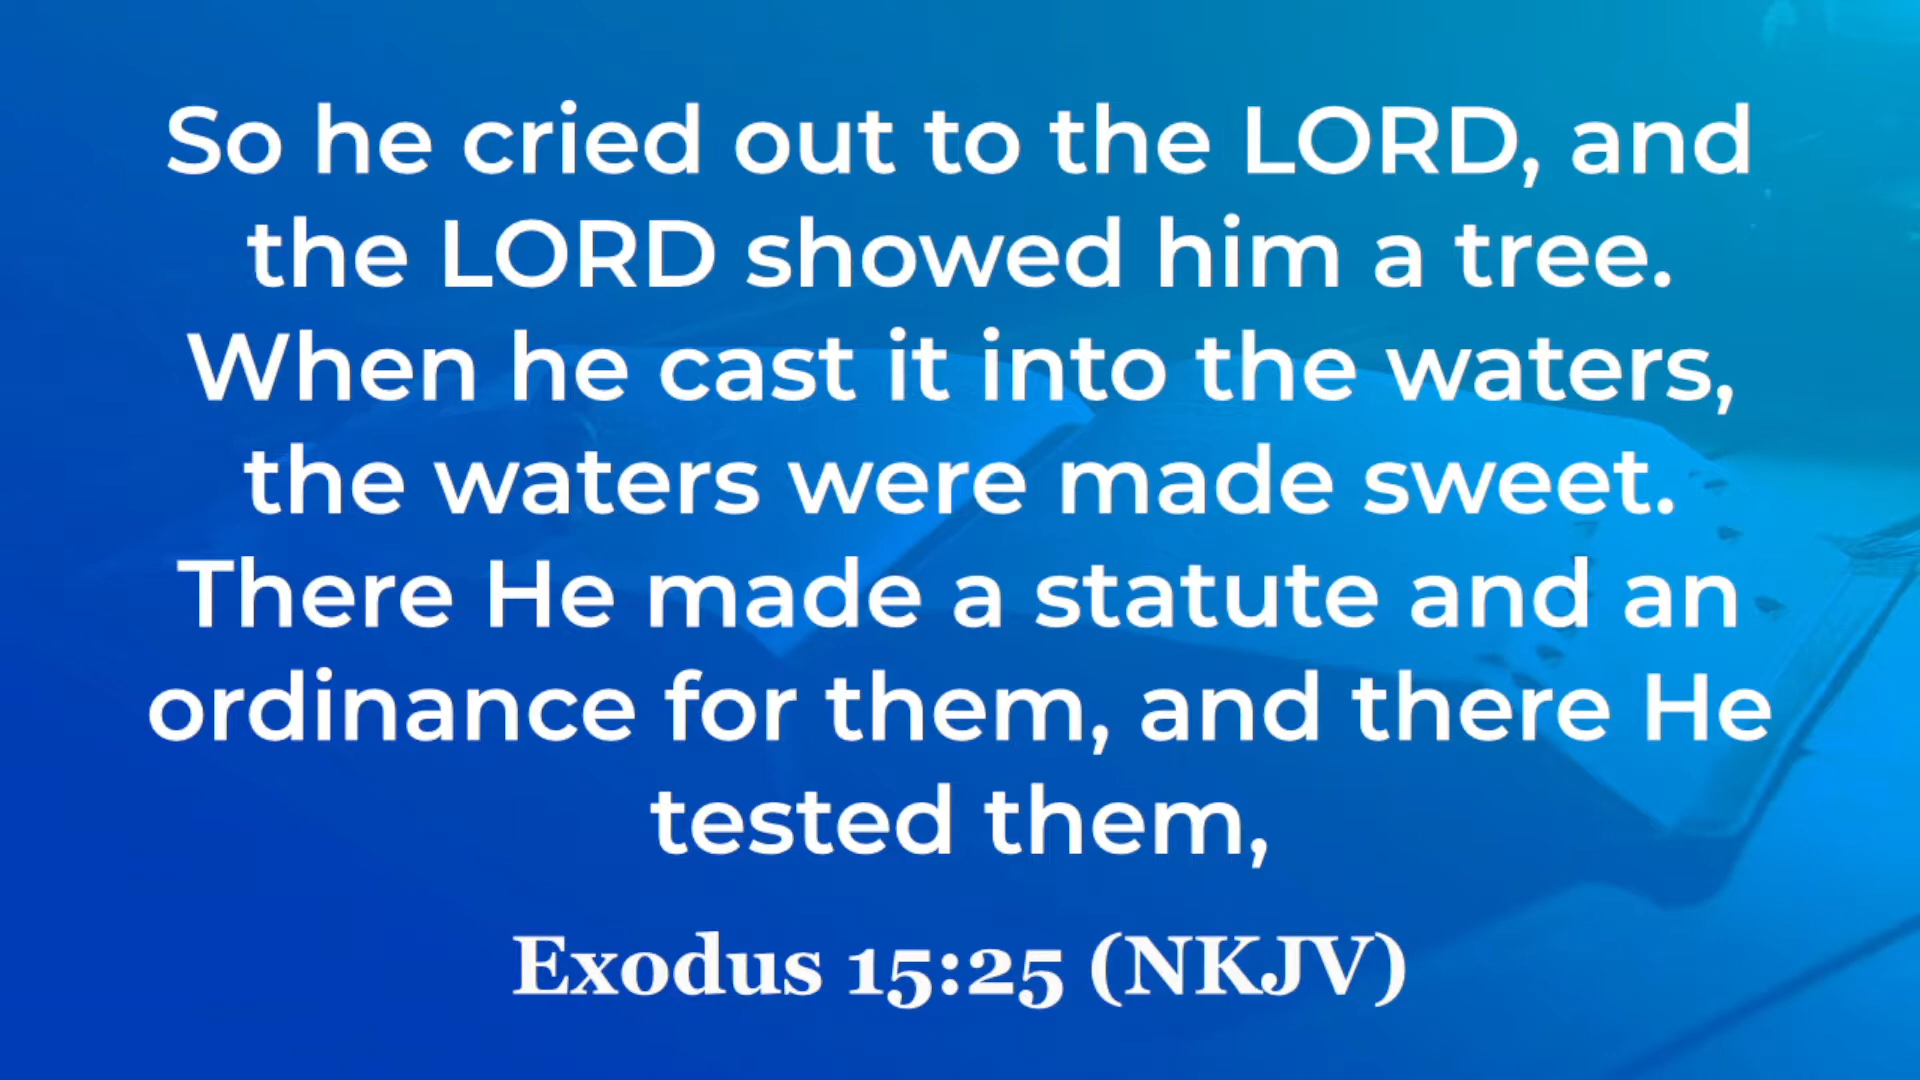 So he cried out to the LORD, and
the LORD showed him a tree.
When he cast it into the waters,
the waters were made sweet.
There He made a statute and an
ordinance for them, and there He
tested them,
Exodus 15:25 (NKJV)